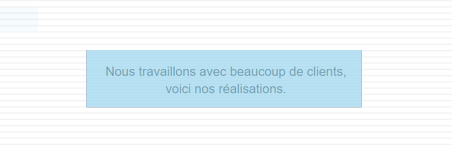 Nous travaillons avec beaucoup de clients,
voici nos réalisations.